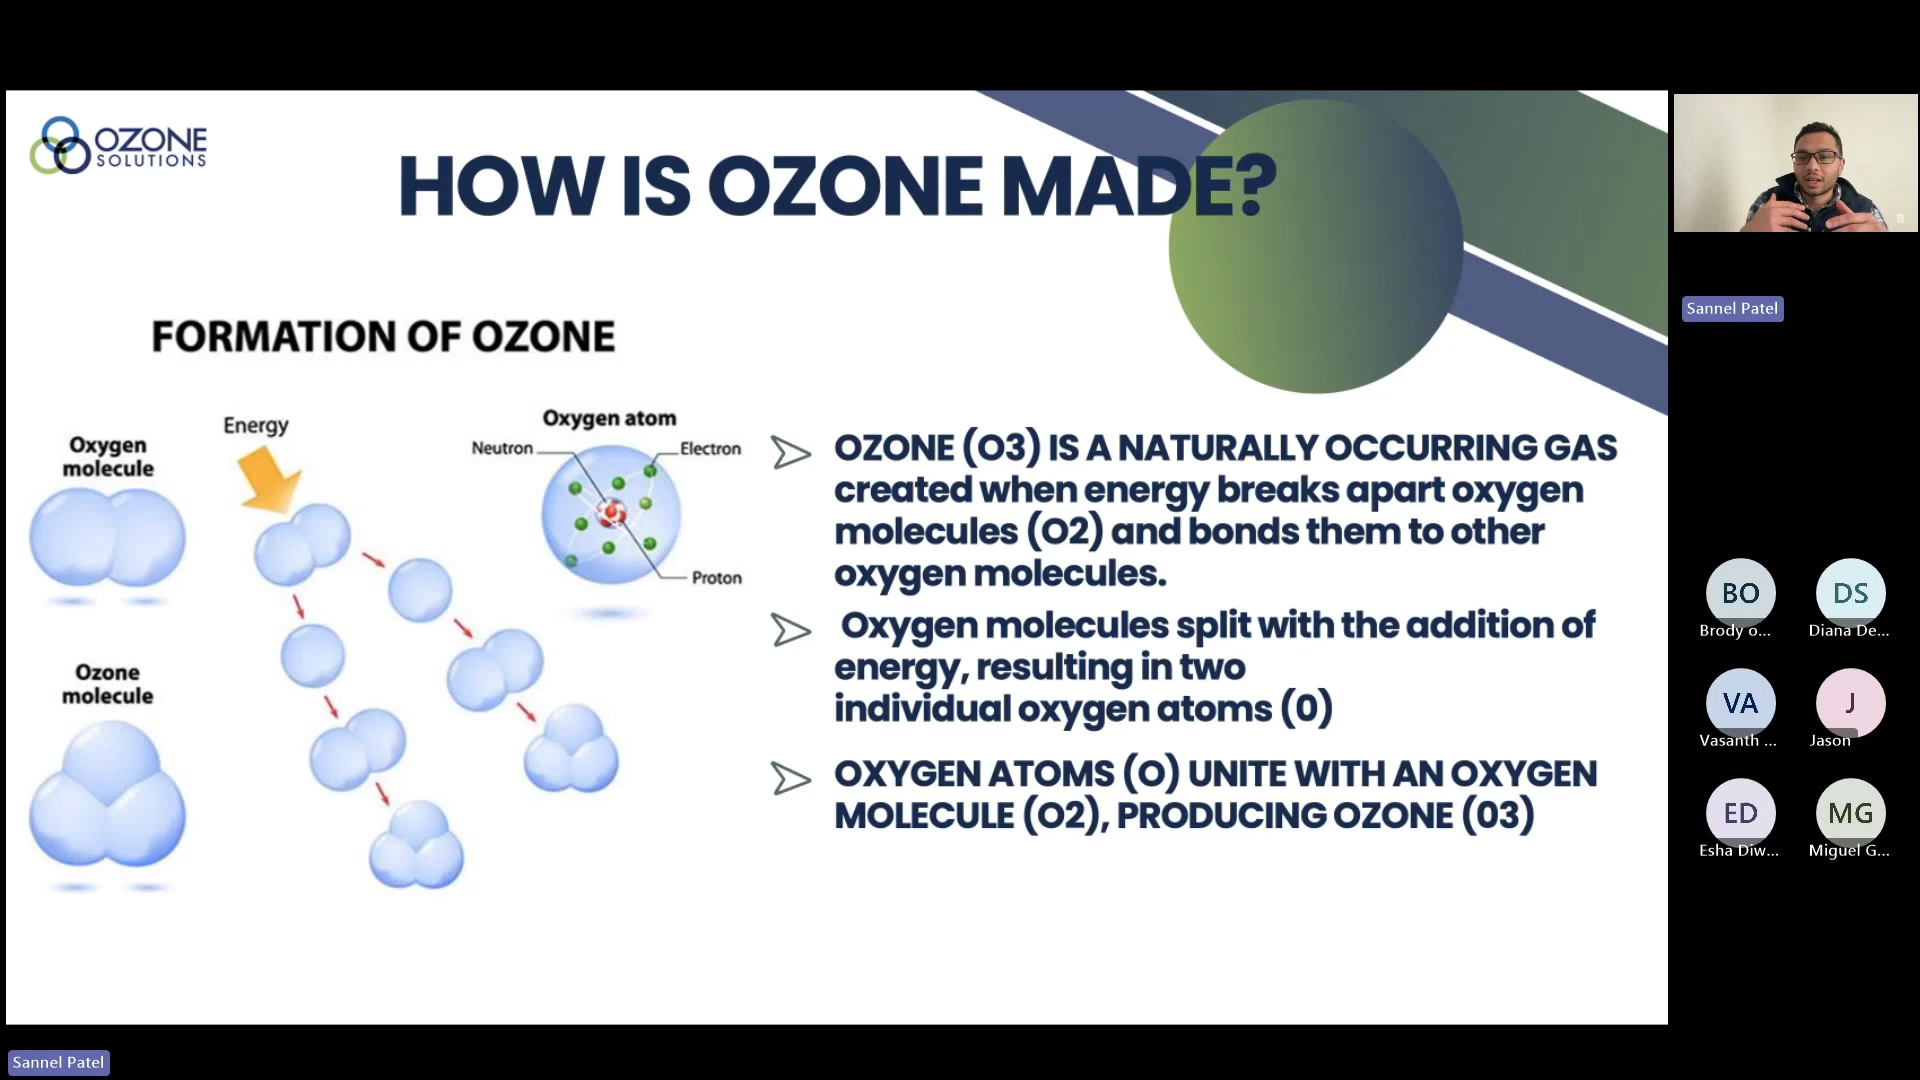 OZONE
SOLUTIONS
HOW IS OZONE MADE?
FORMATION OF OZONE
Oxygen
molecule
Energy
Oxygen atom
Neutron
Electron
Proton
Ozone
molecule
OZONE (O3) IS A NATURALLY OCCURRING GAS
created when energy breaks apart oxygen
molecules (O2) and bonds them to other
oxygen molecules.
Oxygen molecules split with the addition of
energy, resulting in two
individual oxygen atoms (0)
OXYGEN ATOMS (O) UNITE WITH AN OXYGEN
MOLECULE (O2), PRODUCING OZONE (03)
Sannel Patel
BO
Brody o...
DS
Diana De...
VA
Vasanth ...
J
Jason
ED
Esha Diw...
MG
Miguel G...
Sannel Patel